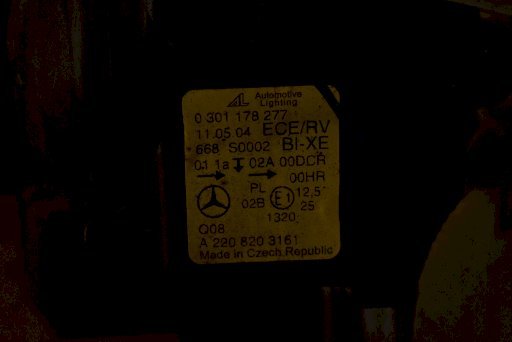 AL Automotive
Lighting
0 301 178 277
11.05.04 ECE/RV
668 S0002 BI-XE
01 1a 02A 00DCR
00HR
PL 12,5
02B E1 25
1320
Q08
A 220 820 3161
Made in Czech Republic